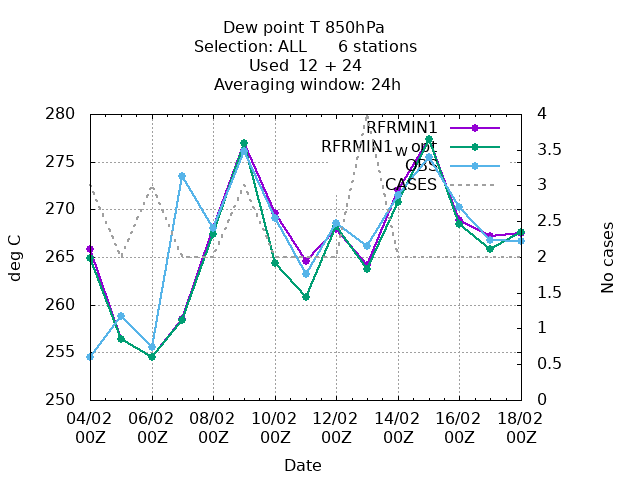 Dew point T 850hPa
Selection: ALL 6 stations
Used 12 + 24
Averaging window: 24h
RFRMIN1
RFRMIN1w opt
OBS
CASES
280
275
270
265
260
255
250
4
3.5
3
2.5
2
1.5
1
0.5
0
deg C
No cases
04/02 06/02 08/02 10/02 12/02 14/02 16/02 18/02
00Z 00Z 00Z 00Z 00Z 00Z 00Z 00Z
Date